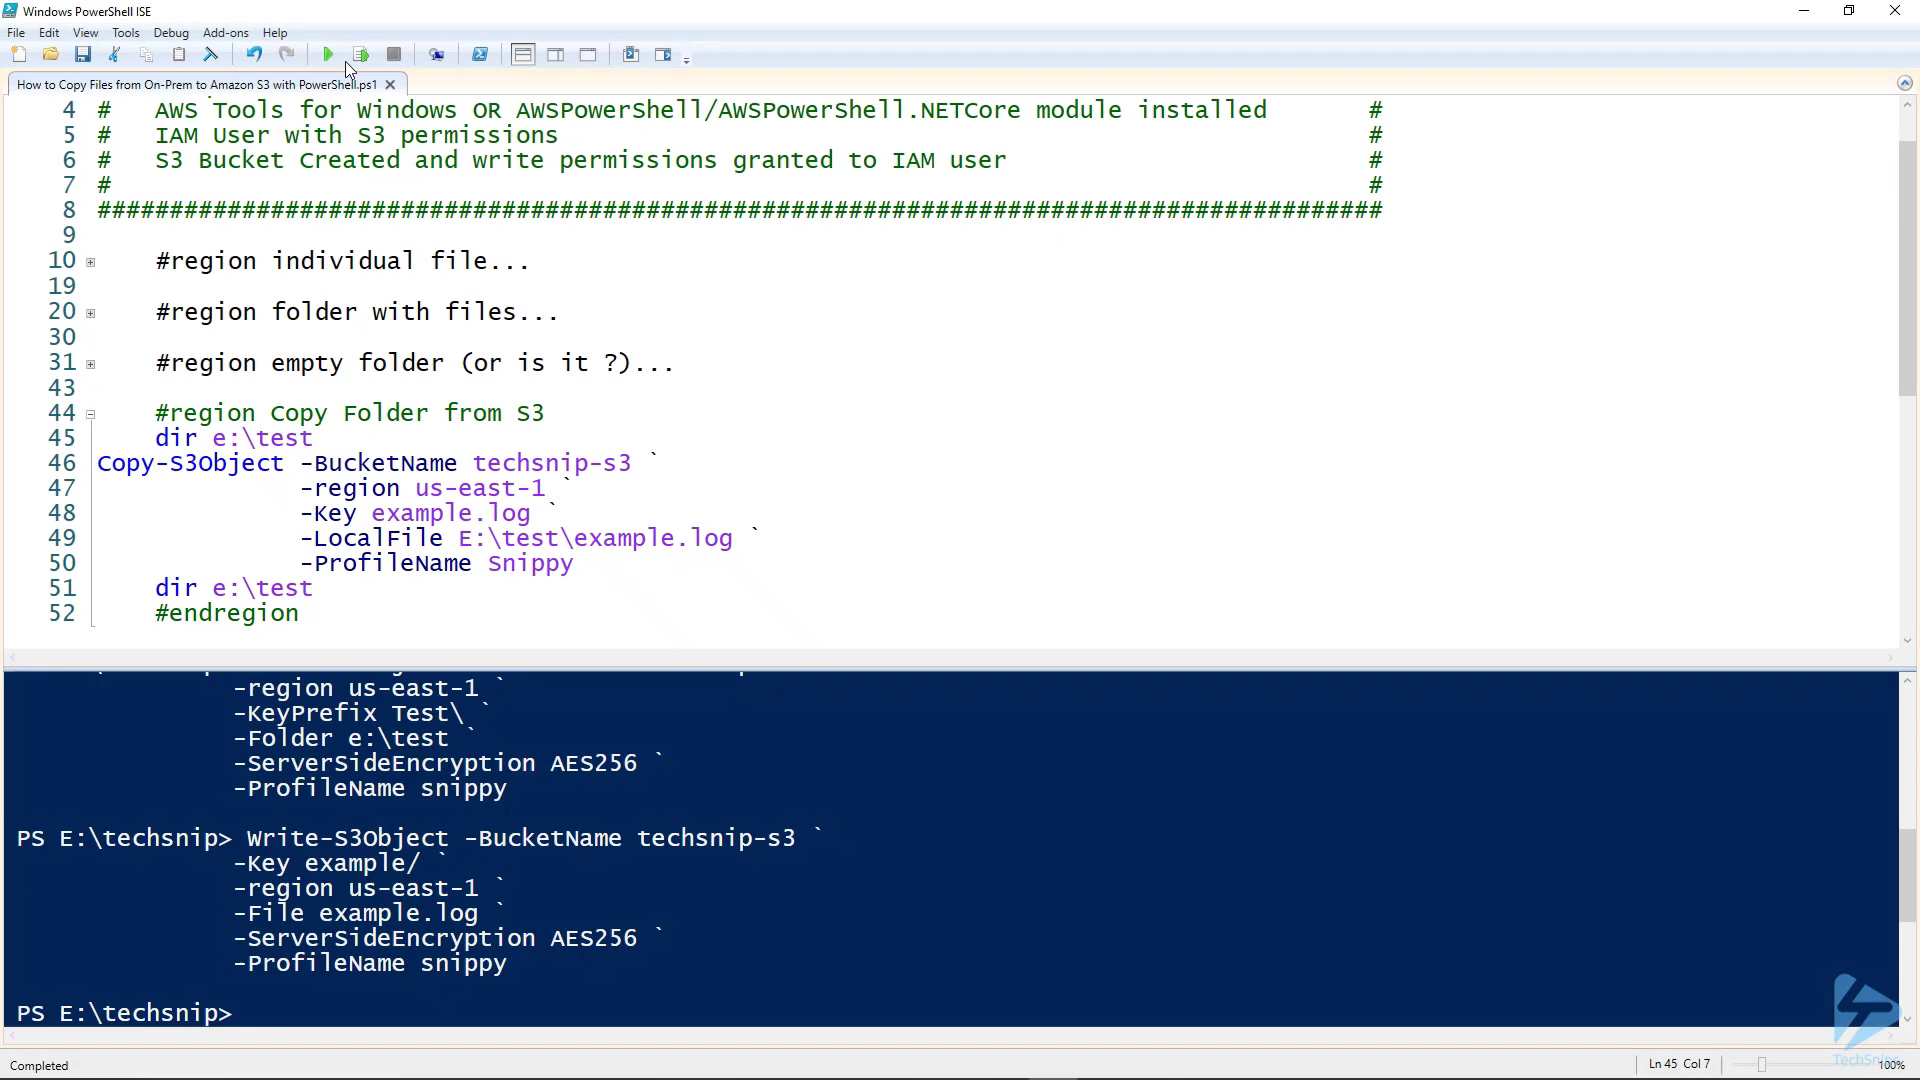 Windows PowerShell ISE
File Edit View Tools Debug Add-ons Help
How to Copy Files from On-Prem to Amazon S3 with PowerShell.ps1
4 # AWS Tools for Windows OR AWSPowerShell/AWSPowerShell.NETCore module installed #
5 # IAM User with S3 permissions #
6 # S3 Bucket Created and write permissions granted to IAM user #
7 # #
8 #########################################################################################
9
10 #region individual file...
19
20 #region folder with files...
30
31 #region empty folder (or is it ?)...
43
44 #region Copy Folder from S3
45 dir e:\test
46 Copy-S3Object -BucketName techsnip-s3 `
47 -region us-east-1 `
48 -Key example.log `
49 -LocalFile E:\test\example.log `
50 -ProfileName Snippy
51 dir e:\test
52 #endregion
-region us-east-1 `
-KeyPrefix Test\ `
-Folder e:\test `
-ServerSideEncryption AES256 `
-ProfileName snippy
PS E:\techsnip> Write-S3Object -BucketName techsnip-s3 `
-Key example/ `
-region us-east-1 `
-File example.log `
-ServerSideEncryption AES256 `
-ProfileName snippy
PS E:\techsnip>
Completed
Ln 45 Col 7
100%